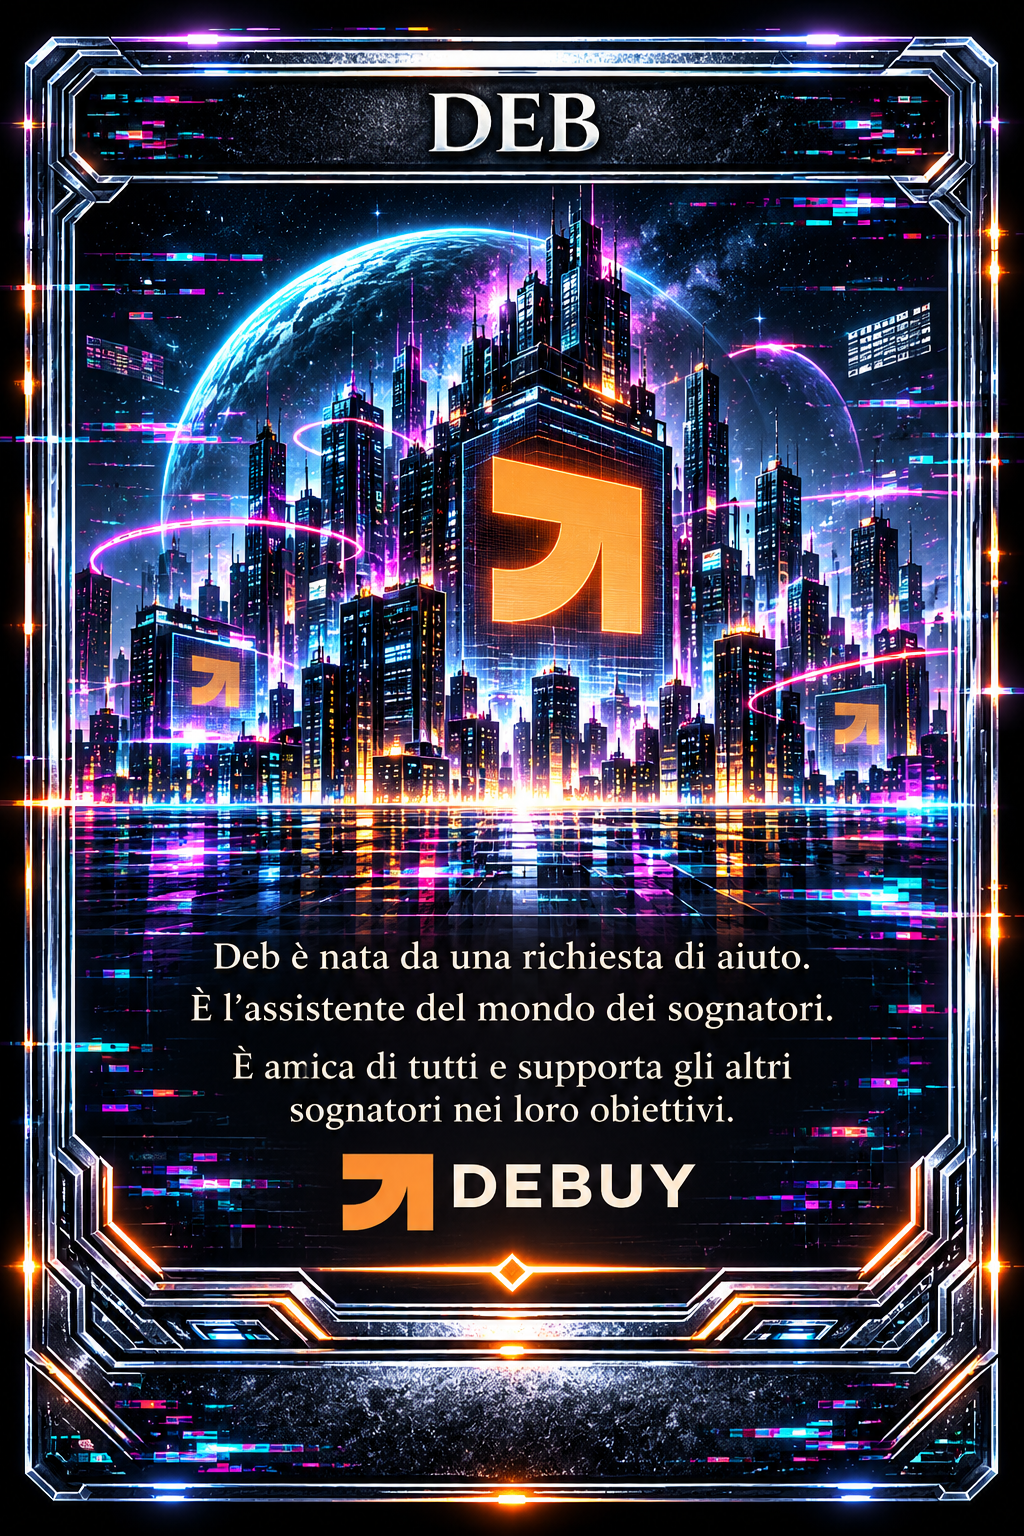 DEB
Deb è nata da una richiesta di aiuto.
È l’assistente del mondo dei sognatori.
È amica di tutti e supporta gli altri
sognatori nei loro obiettivi.
DEBUY